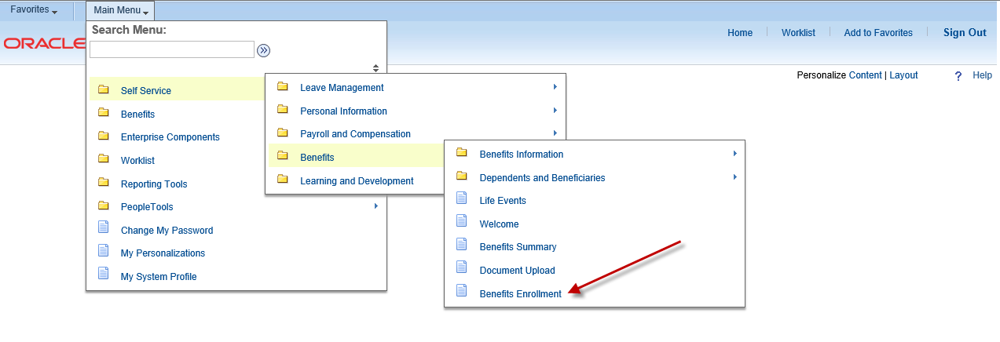 Favorites Main Menu
Search Menu:
ORACLE
Home Worklist Add to Favorites Sign Out
Personalize Content | Layout ? Help
Self Service
Benefits
Enterprise Components
Worklist
Reporting Tools
PeopleTools
Change My Password
My Personalizations
My System Profile
Leave Management
Personal Information
Payroll and Compensation
Benefits
Learning and Development
Benefits Information
Dependents and Beneficiaries
Life Events
Welcome
Benefits Summary
Document Upload
Benefits Enrollment